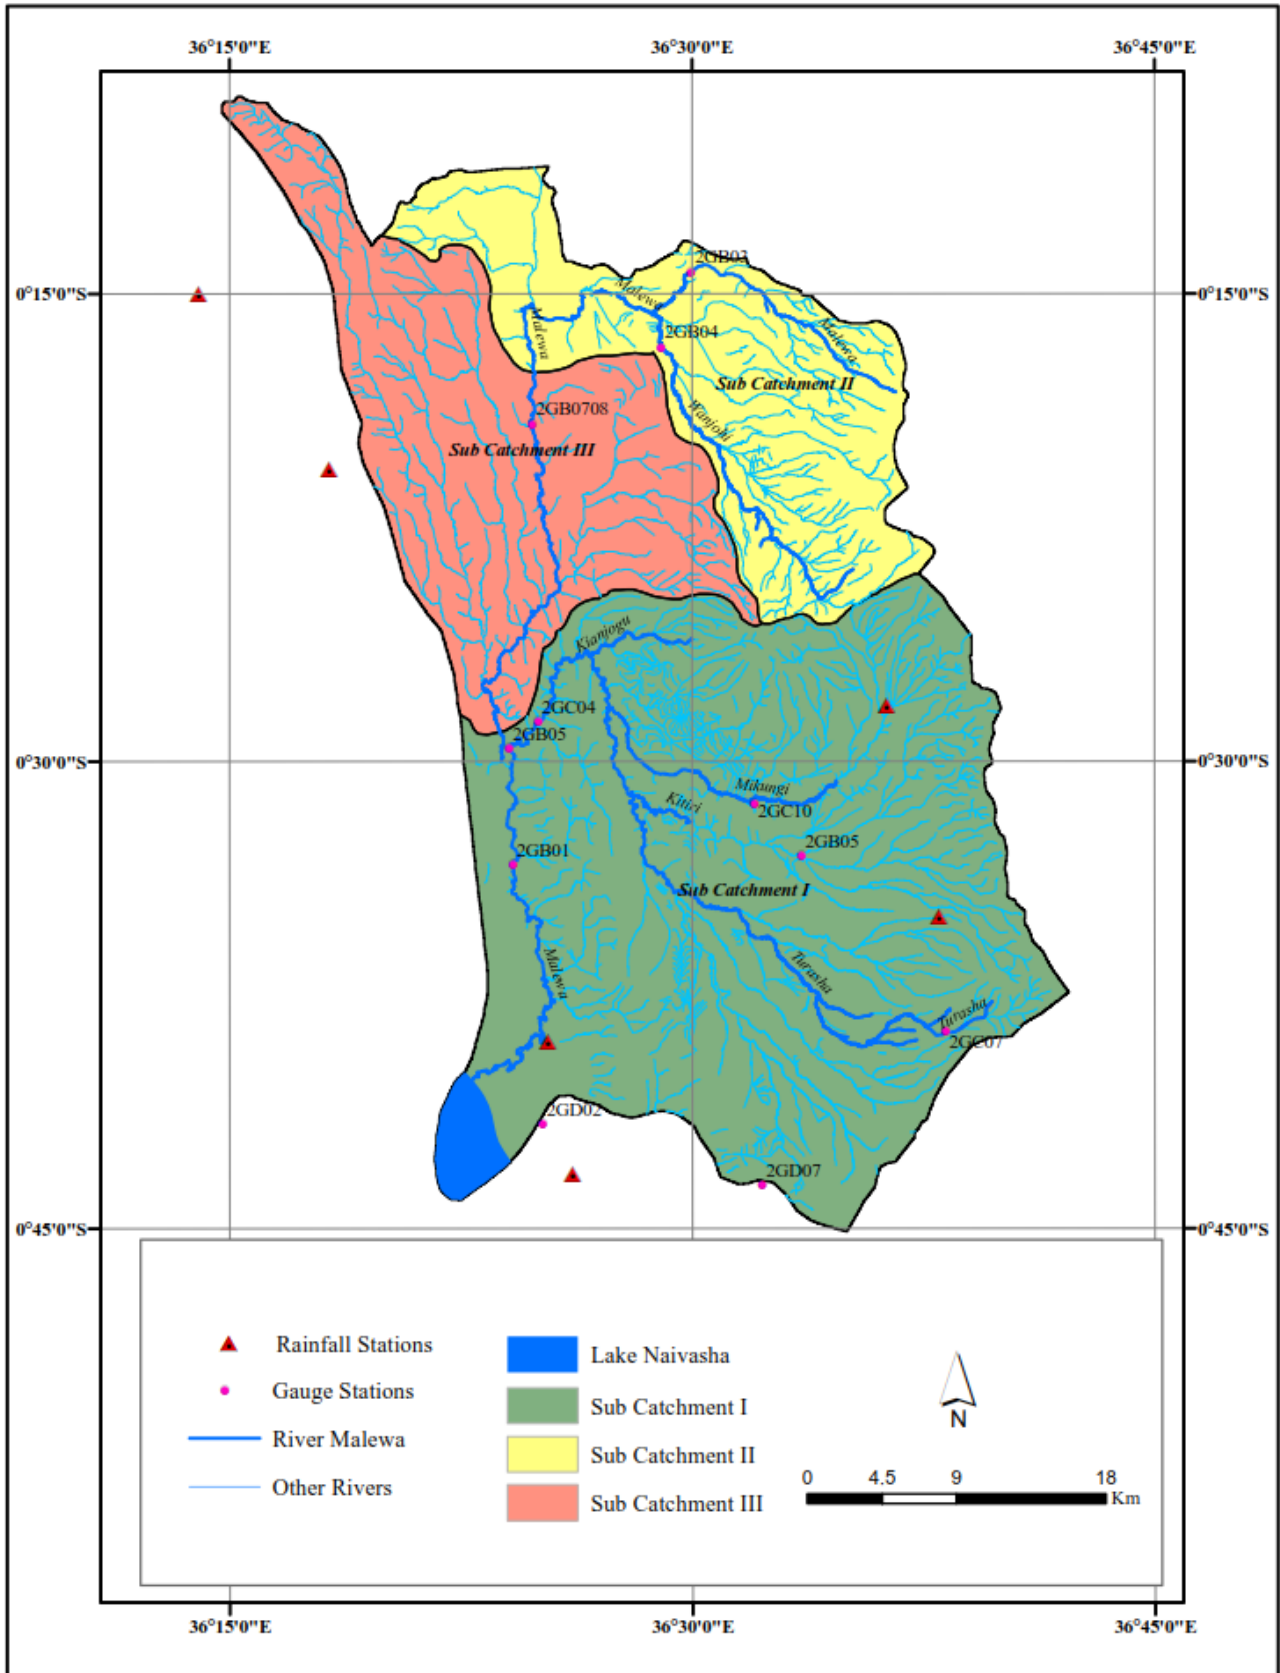 36°15'0"E 36°30'0"E 36°45'0"E
2GB03
0°15'0"S 0°15'0"S
Malewa
Malewa
Malewa
2GB04
Sub Catchment II
2GB0708
Wanjohi
Sub Catchment III
Kianjogu
2GC04
2GB05
0°30'0"S 0°30'0"S
Mikungi
Kitiri
2GC10
2GB05
2GB01
Sub Catchment I
Malewa
Turasha
Turasha
2GC07
2GD02
2GD07
0°45'0"S 0°45'0"S
Rainfall Stations
Gauge Stations
River Malewa
Other Rivers
Lake Naivasha
Sub Catchment I
Sub Catchment II
Sub Catchment III
N
0 4.5 9 18
Km
36°15'0"E 36°30'0"E 36°45'0"E